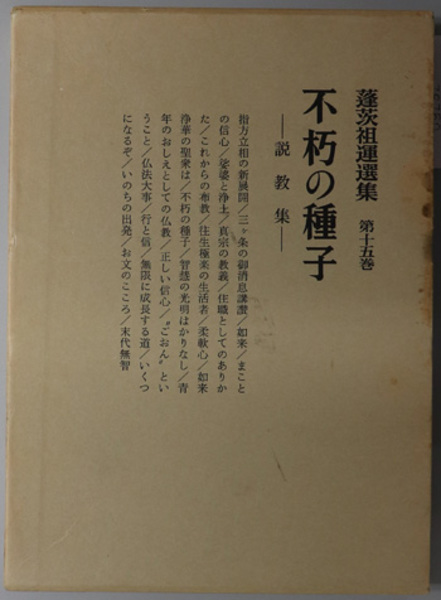 蓬茨祖運選集 第十五巻
不朽の種子
―説教集―
指方立相の新展開/三ヶ条の御消息講讃/如来/まこと
の信心/娑婆と浄土/真宗の教義/住職としてのありか
た/これからの布教/往生極楽の生活者/柔軟心/如来
浄華の聖衆は/不朽の種子/智慧の光明はかりなし/青
年のおしえとしての仏教/正しい信心/〝ごおん〟とい
うこと/仏法大事/行と信/無限に成長する道/いくつ
になるぞ/いのちの出発/お文のこころ/末代無智